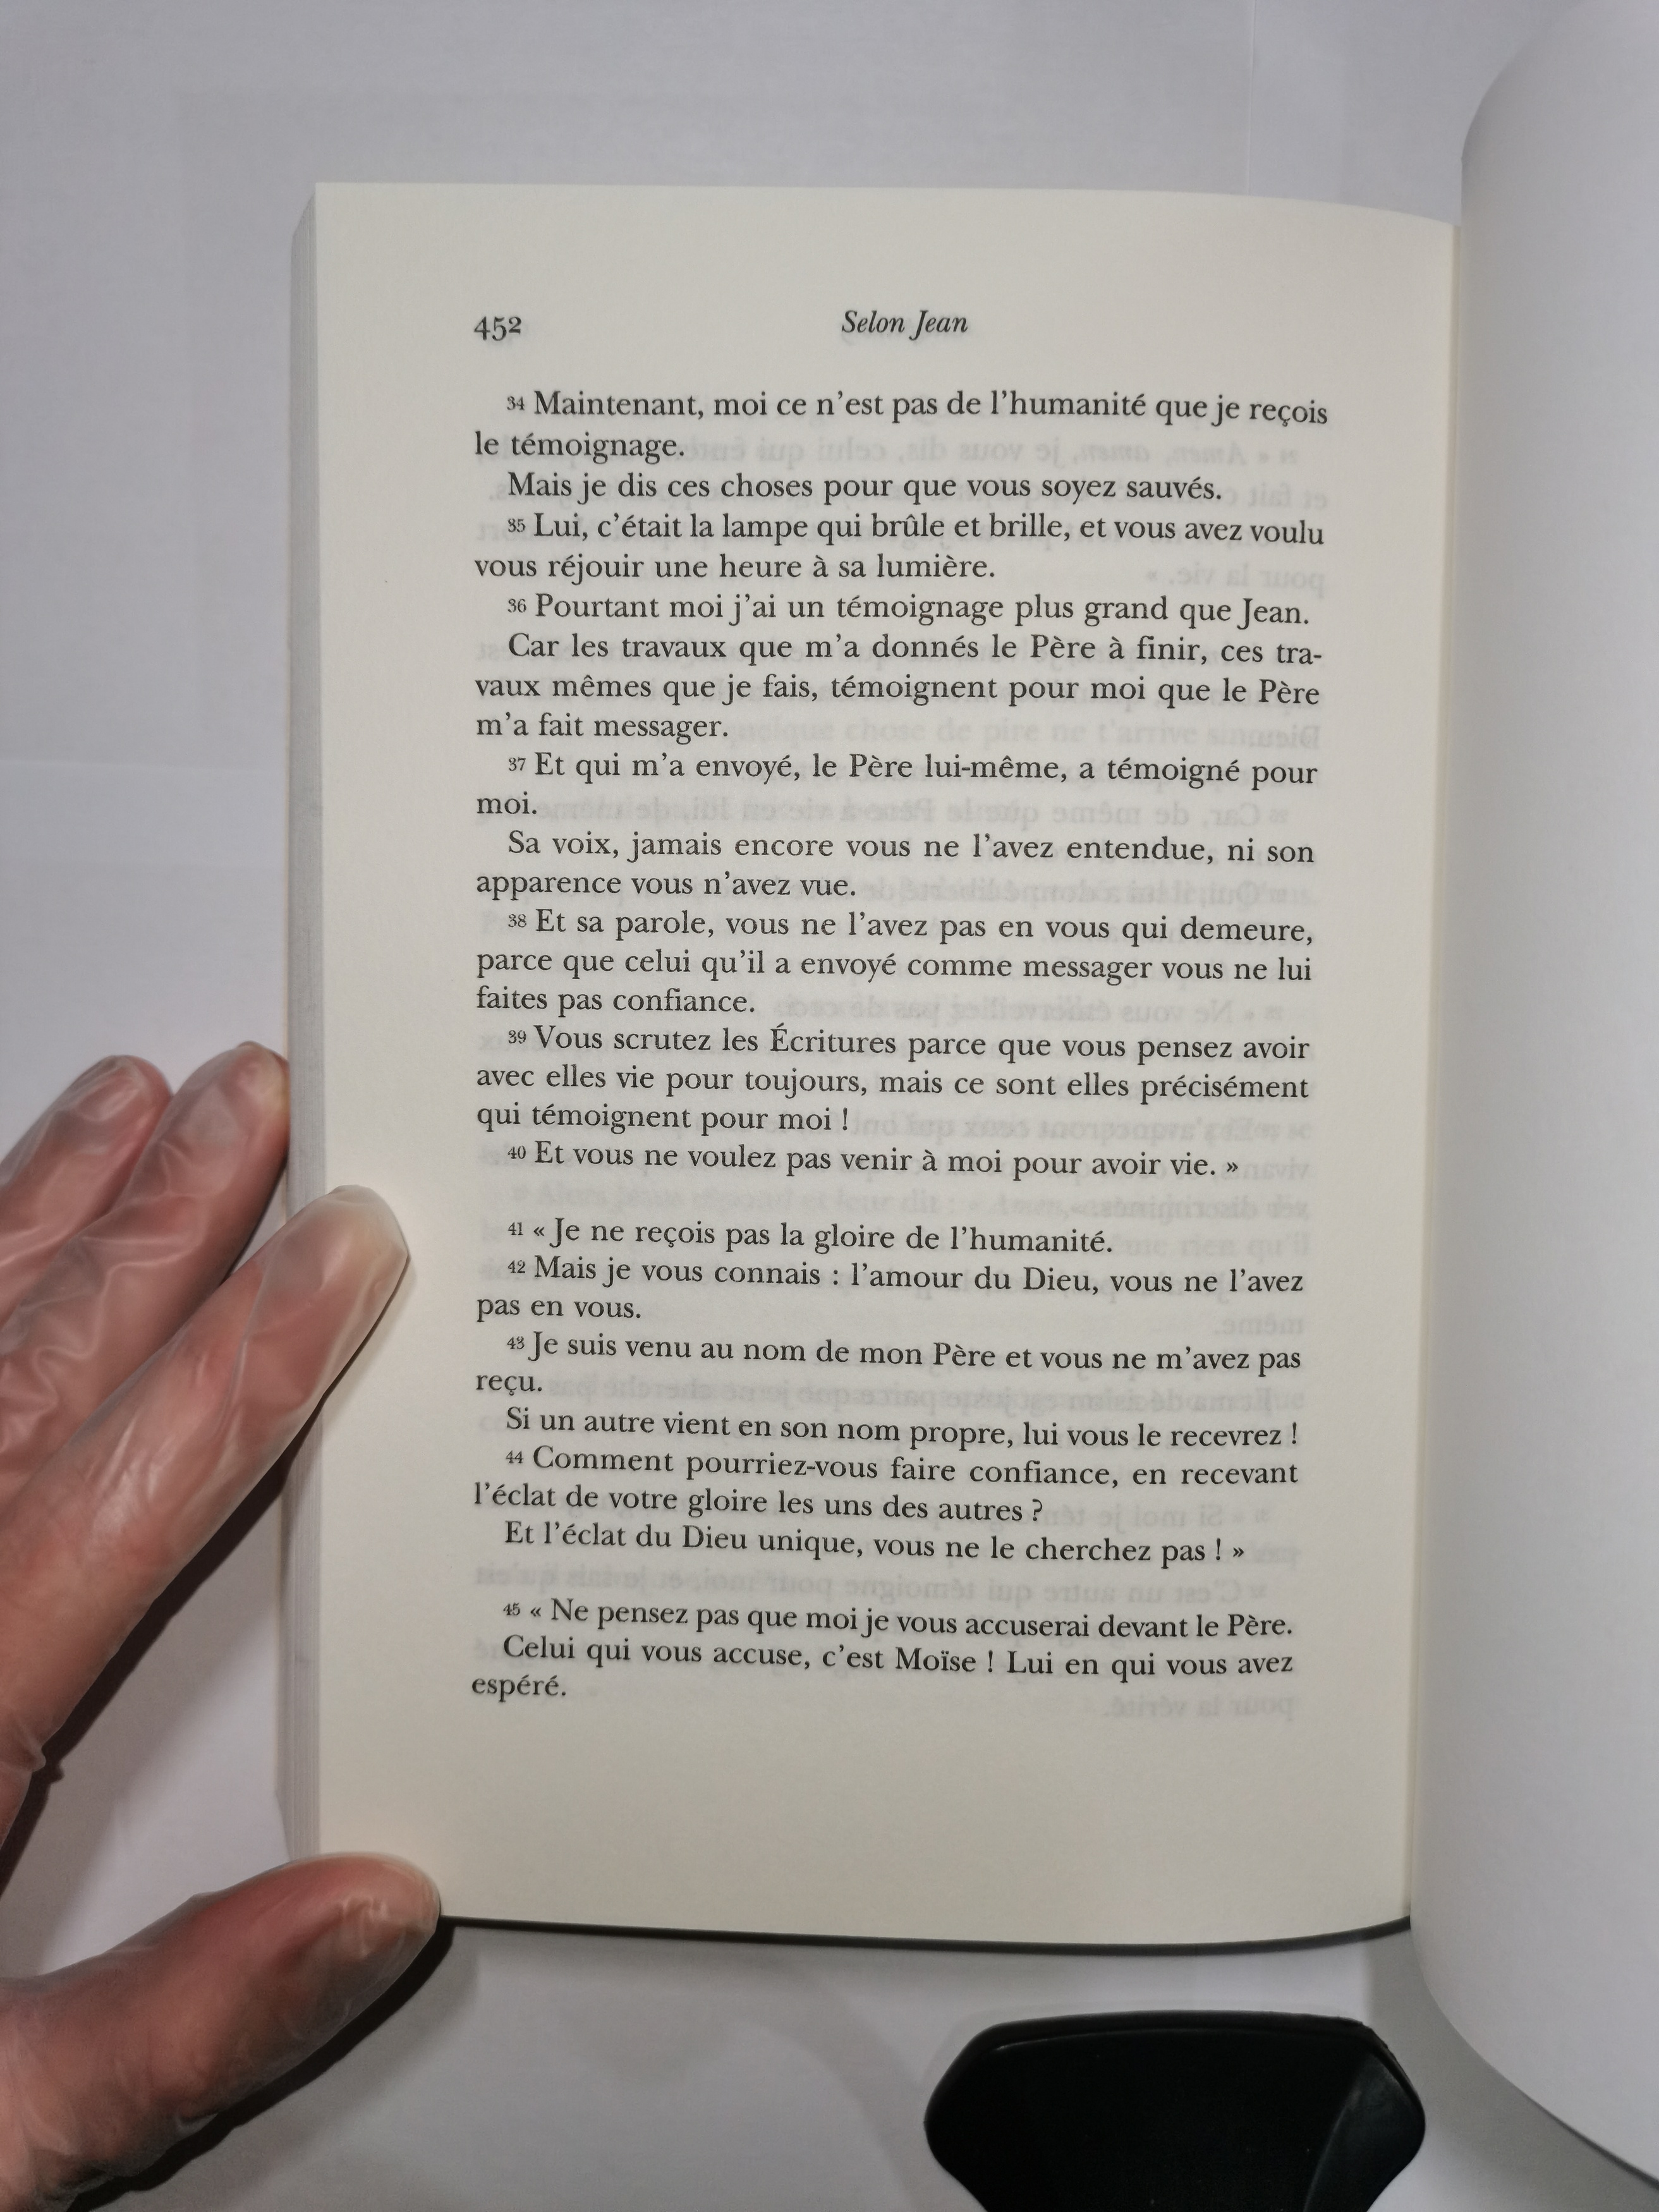 452
Selon Jean
34 Maintenant, moi ce n’est pas de l’humanité que je reçois
le témoignage.
Mais je dis ces choses pour que vous soyez sauvés.
35 Lui, c’était la lampe qui brûle et brille, et vous avez voulu
vous réjouir une heure à sa lumière.
36 Pourtant moi j’ai un témoignage plus grand que Jean.
Car les travaux que m’a donnés le Père à finir, ces tra-
vaux mêmes que je fais, témoignent pour moi que le Père
m’a fait messager.
37 Et qui m’a envoyé, le Père lui-même, a témoigné pour
moi.
Sa voix, jamais encore vous ne l’avez entendue, ni son
apparence vous n’avez vue.
38 Et sa parole, vous ne l’avez pas en vous qui demeure,
parce que celui qu’il a envoyé comme messager vous ne lui
faites pas confiance.
39 Vous scrutez les Écritures parce que vous pensez avoir
avec elles vie pour toujours, mais ce sont elles précisément
qui témoignent pour moi !
40 Et vous ne voulez pas venir à moi pour avoir vie. »
41 « Je ne reçois pas la gloire de l’humanité.
42 Mais je vous connais : l’amour du Dieu, vous ne l’avez
pas en vous.
43 Je suis venu au nom de mon Père et vous ne m’avez pas
reçu.
Si un autre vient en son nom propre, lui vous le recevrez !
44 Comment pourriez-vous faire confiance, en recevant
l’éclat de votre gloire les uns des autres ?
Et l’éclat du Dieu unique, vous ne le cherchez pas ! »
45 « Ne pensez pas que moi je vous accuserai devant le Père.
Celui qui vous accuse, c’est Moïse ! Lui en qui vous avez
espéré.